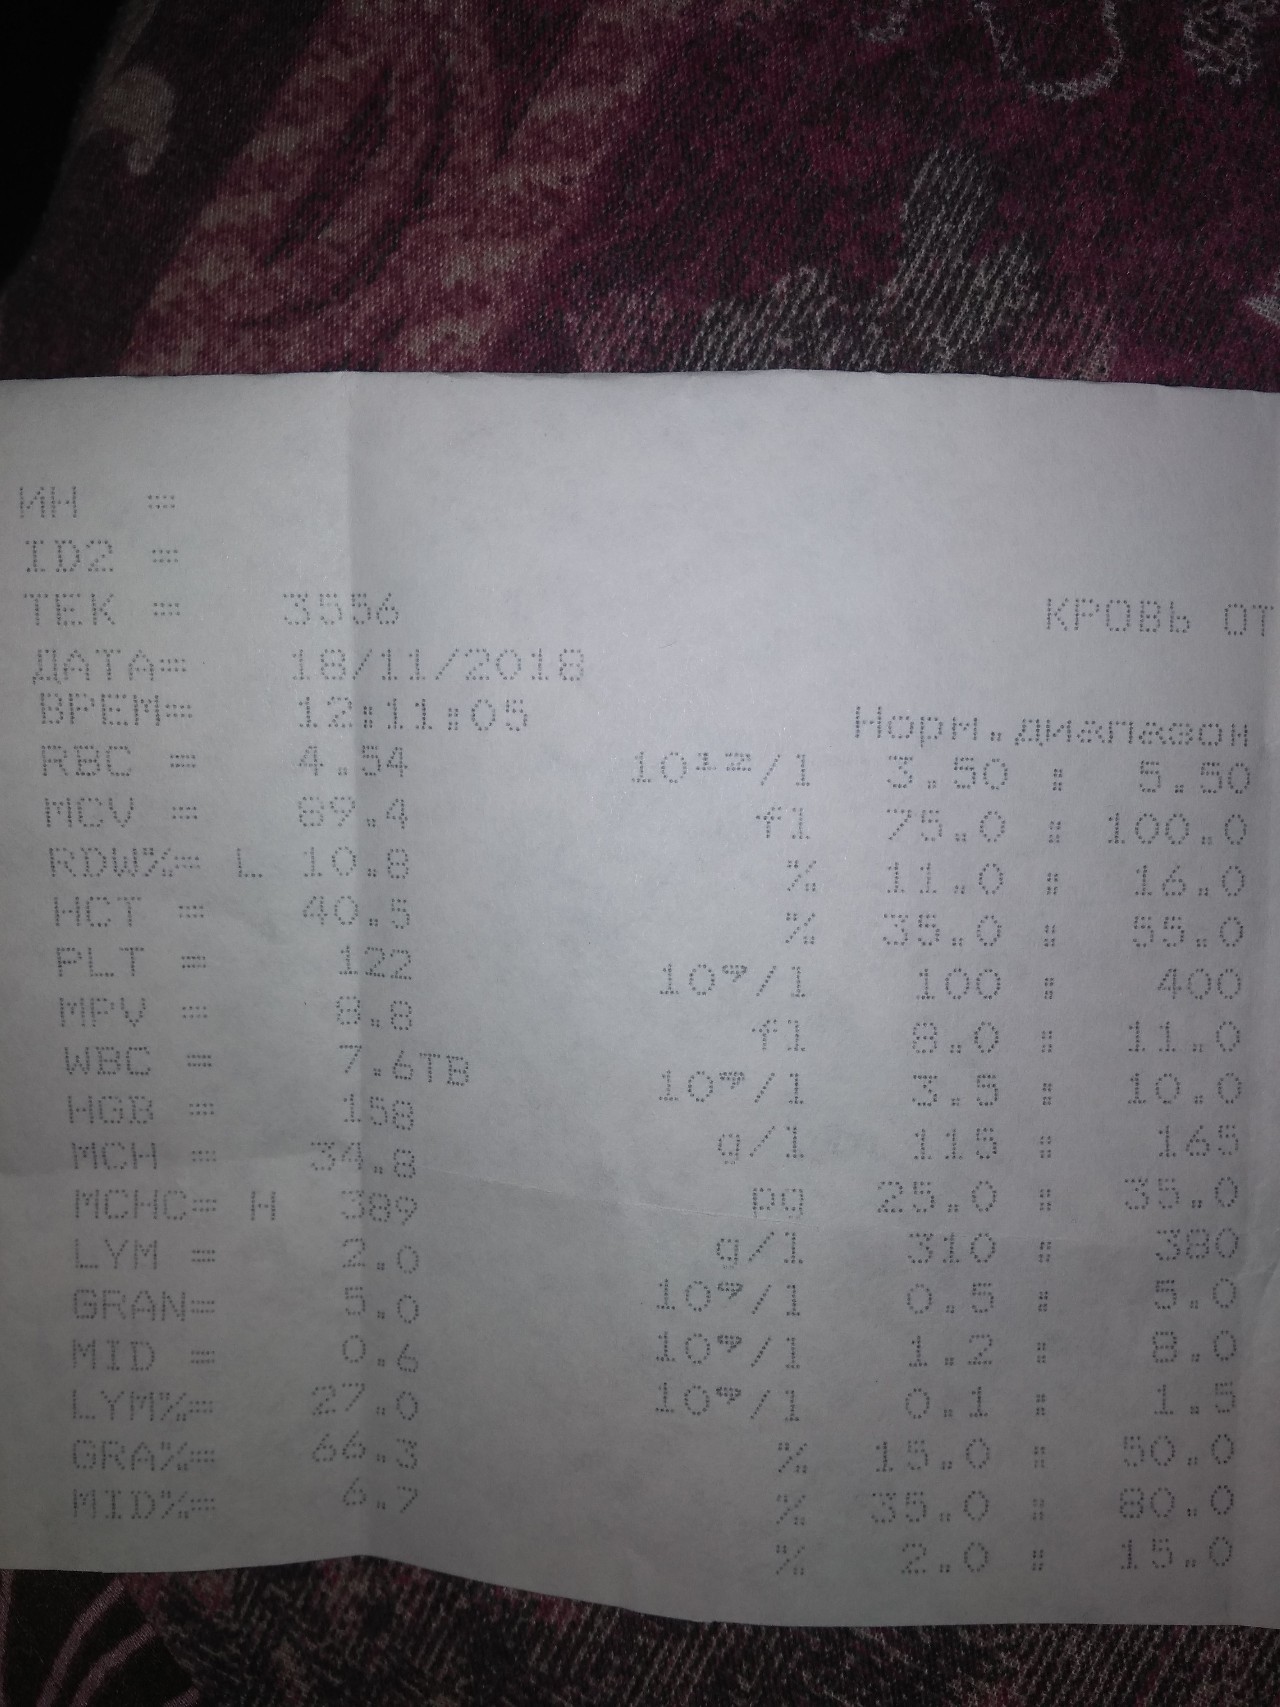 ИН =
ID2 =
ТЕК = 3556 КРОВЬ ОТ
ДАТА= 18/11/2018
ВРЕМ= 12:11:05 Норм.диапазон
RBC = 4.54 10¹²/l 3.50 : 5.50
MCV = 89.4 fl 75.0 : 100.0
RDW%= L 10.8 % 11.0 : 16.0
HCT = 40.5 % 35.0 : 55.0
PLT = 122 10⁹/l 100 : 400
MPV = 8.8 fl 8.0 : 11.0
WBC = 7.6TB 10⁹/l 3.5 : 10.0
HGB = 158 g/l 115 : 165
MCH = 34.8 pg 25.0 : 35.0
MCHC= H 389 g/l 310 : 380
LYM = 2.0 10⁹/l 0.5 : 5.0
GRAN= 5.0 10⁹/l 1.2 : 8.0
MID = 0.6 10⁹/l 0.1 : 1.5
LYM%= 27.0 % 15.0 : 50.0
GRA%= 66.3 % 35.0 : 80.0
MID%= 6.7 % 2.0 : 15.0